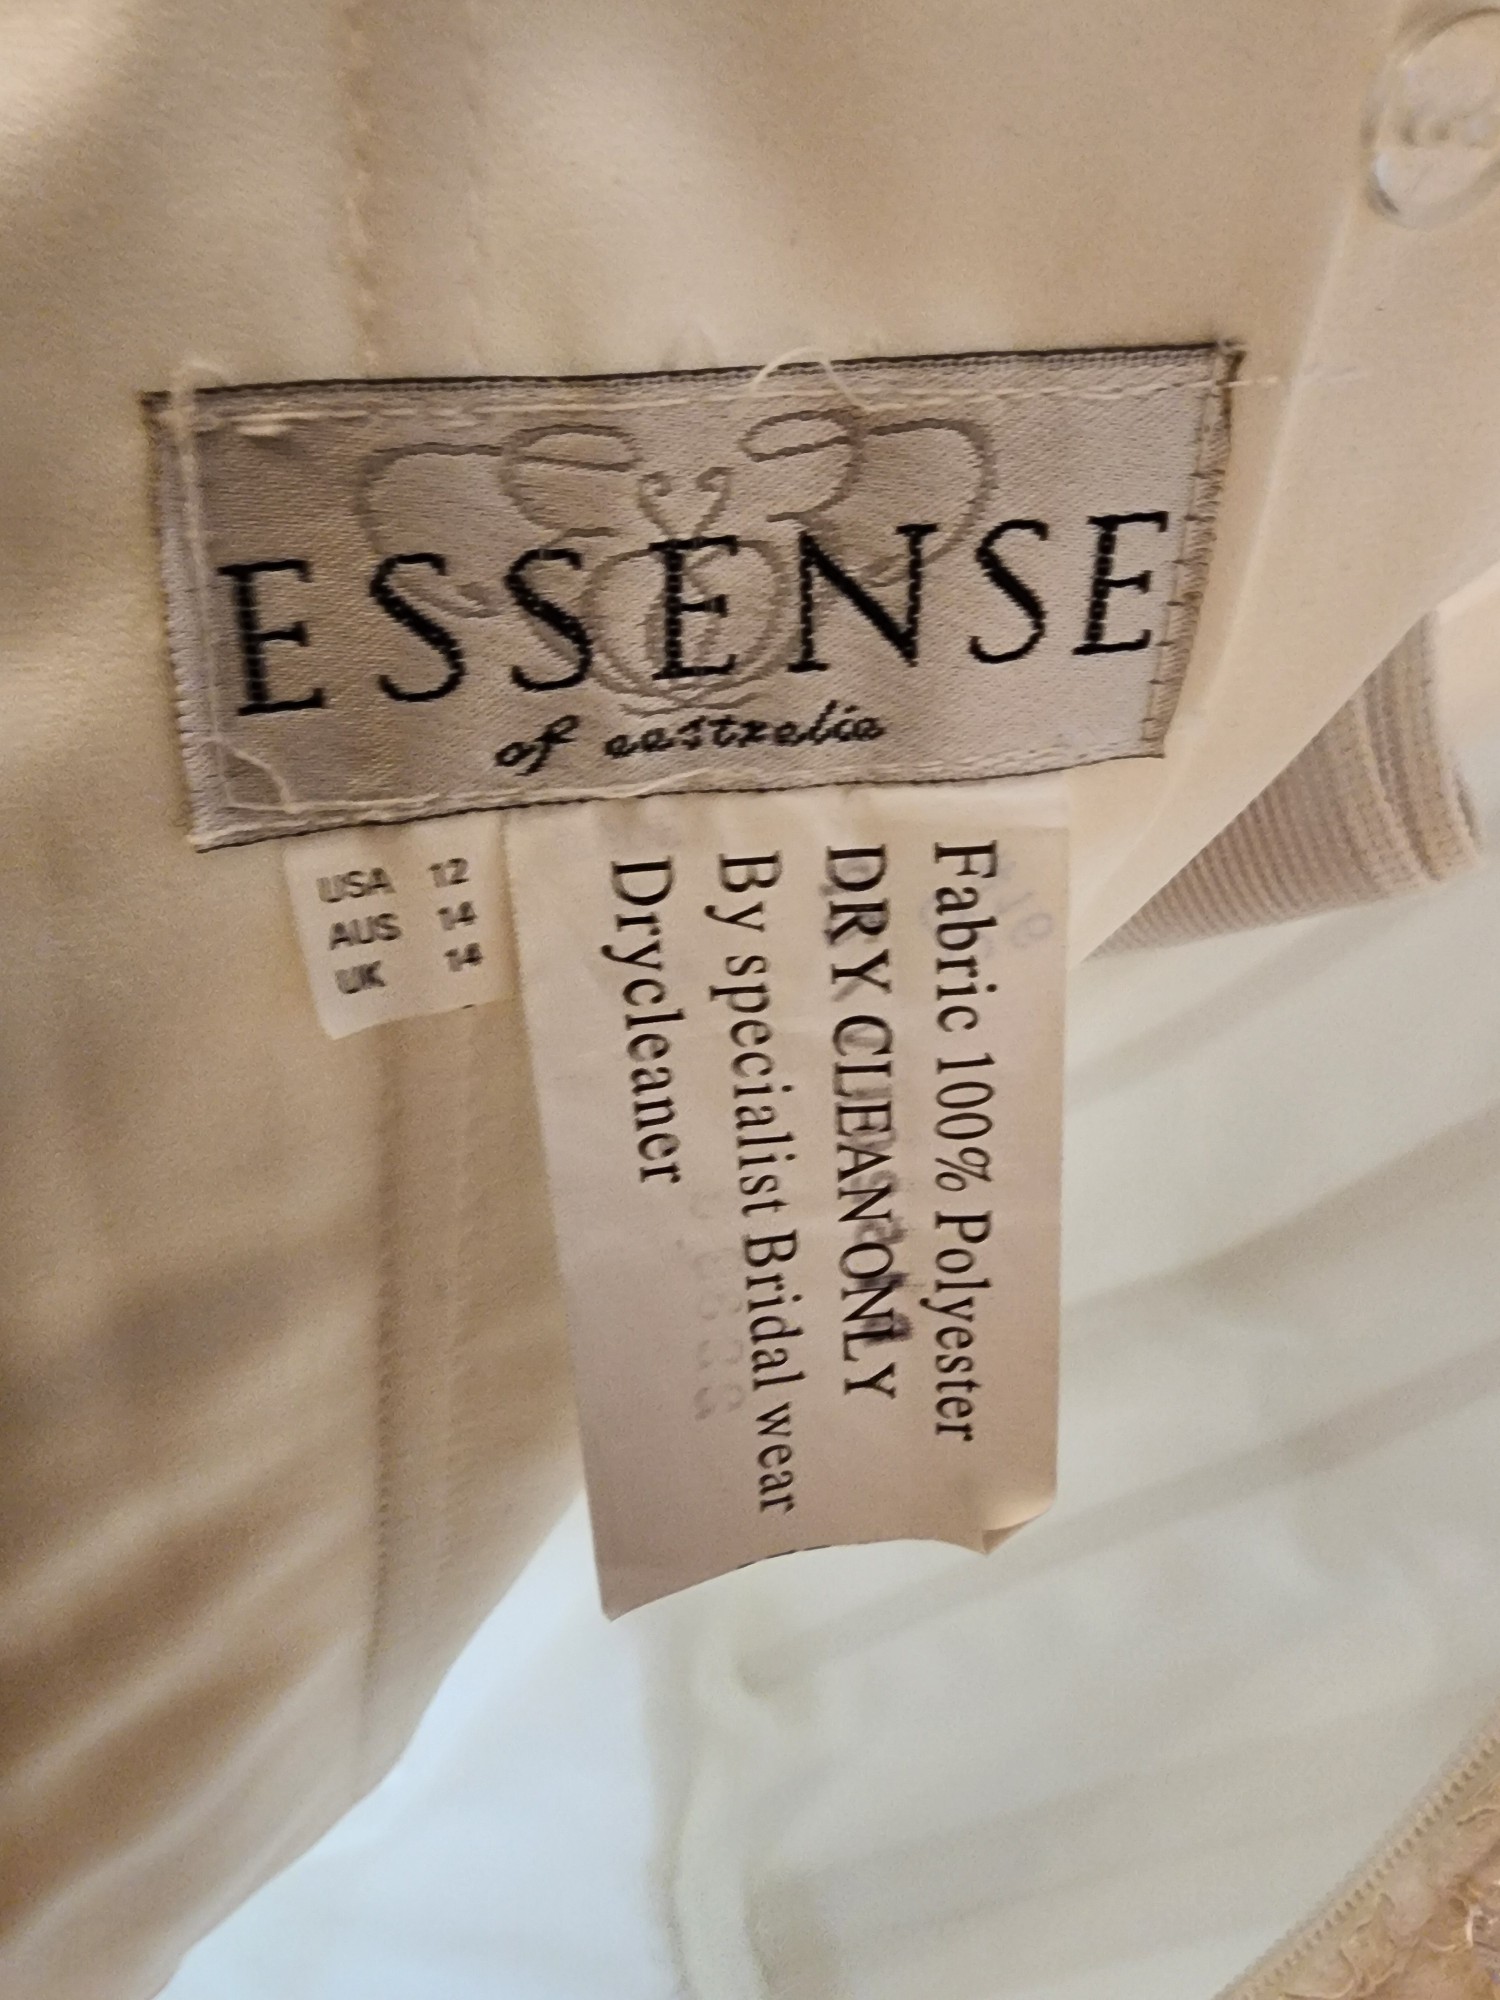 ESSENSE
of australia
USA 12
AUS 14
UK 14
Fabric 100% Polyester
DRY CLEAN ONLY
By specialist Bridal wear
Drycleaner